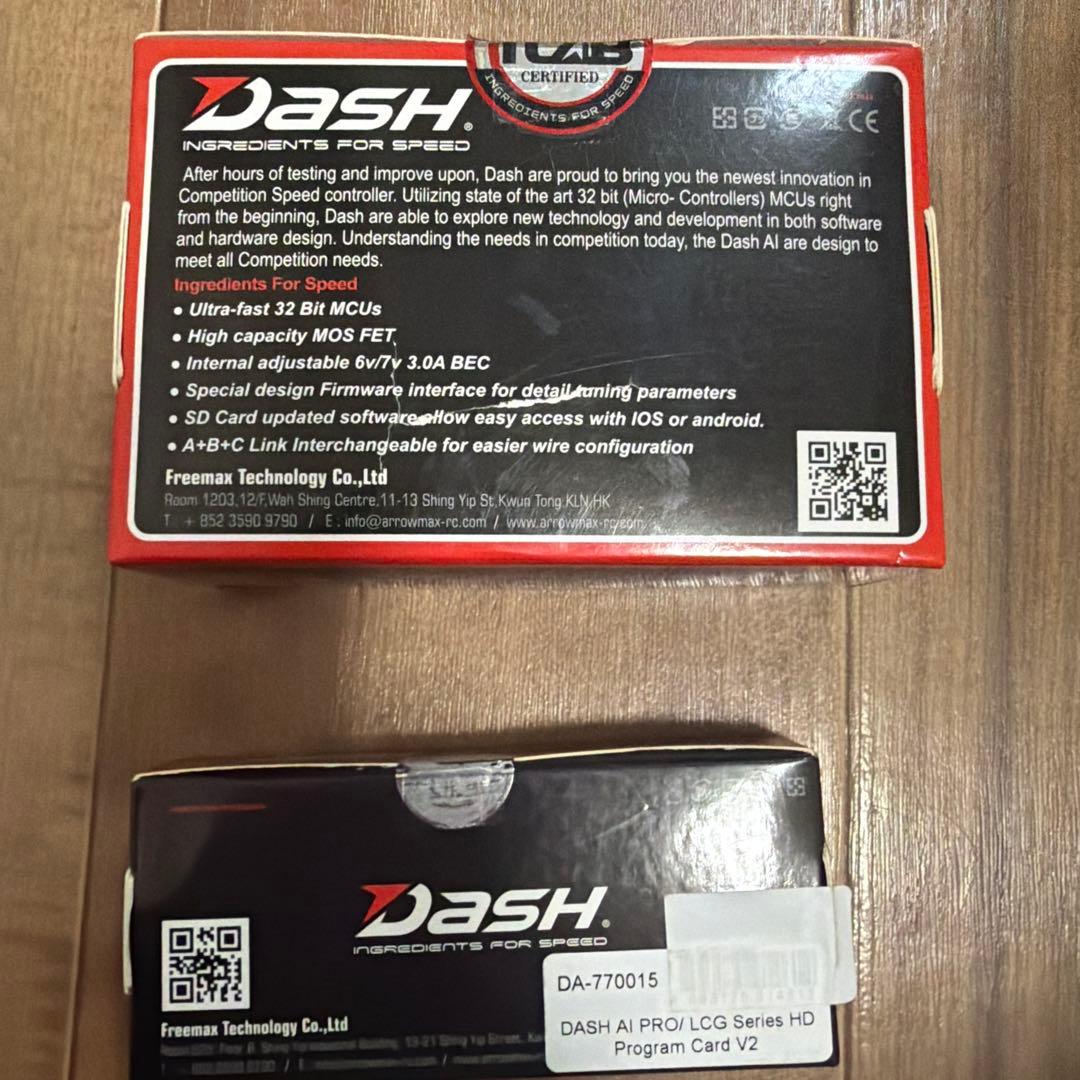 CERTIFIED
INGREDIENTS FOR SPEED
DASH®
INGREDIENTS FOR SPEED
CE
After hours of testing and improve upon, Dash are proud to bring you the newest innovation in
Competition Speed controller. Utilizing state of the art 32 bit (Micro- Controllers) MCUs right
from the beginning, Dash are able to explore new technology and development in both software
and hardware design. Understanding the needs in competition today, the Dash AI are design to
meet all Competition needs.
Ingredients For Speed
• Ultra-fast 32 Bit MCUs
• High capacity MOS FET
• Internal adjustable 6v/7v 3.0A BEC
• Special design Firmware interface for detail tuning parameters
• SD Card updated software allow easy access with IOS or android.
• A+B+C Link Interchangeable for easier wire configuration
Freemax Technology Co.,Ltd
Room 1203,12/F,Wah Shing Centre,11-13 Shing Yip St,Kwun Tong KLN HK
T : + 852 3590 9790 / E : info@arrowmax-rc.com / www.arrowmax-rc.com
DASH®
INGREDIENTS FOR SPEED
DA-770015
DASH AI PRO/ LCG Series HD
Program Card V2
Freemax Technology Co.,Ltd